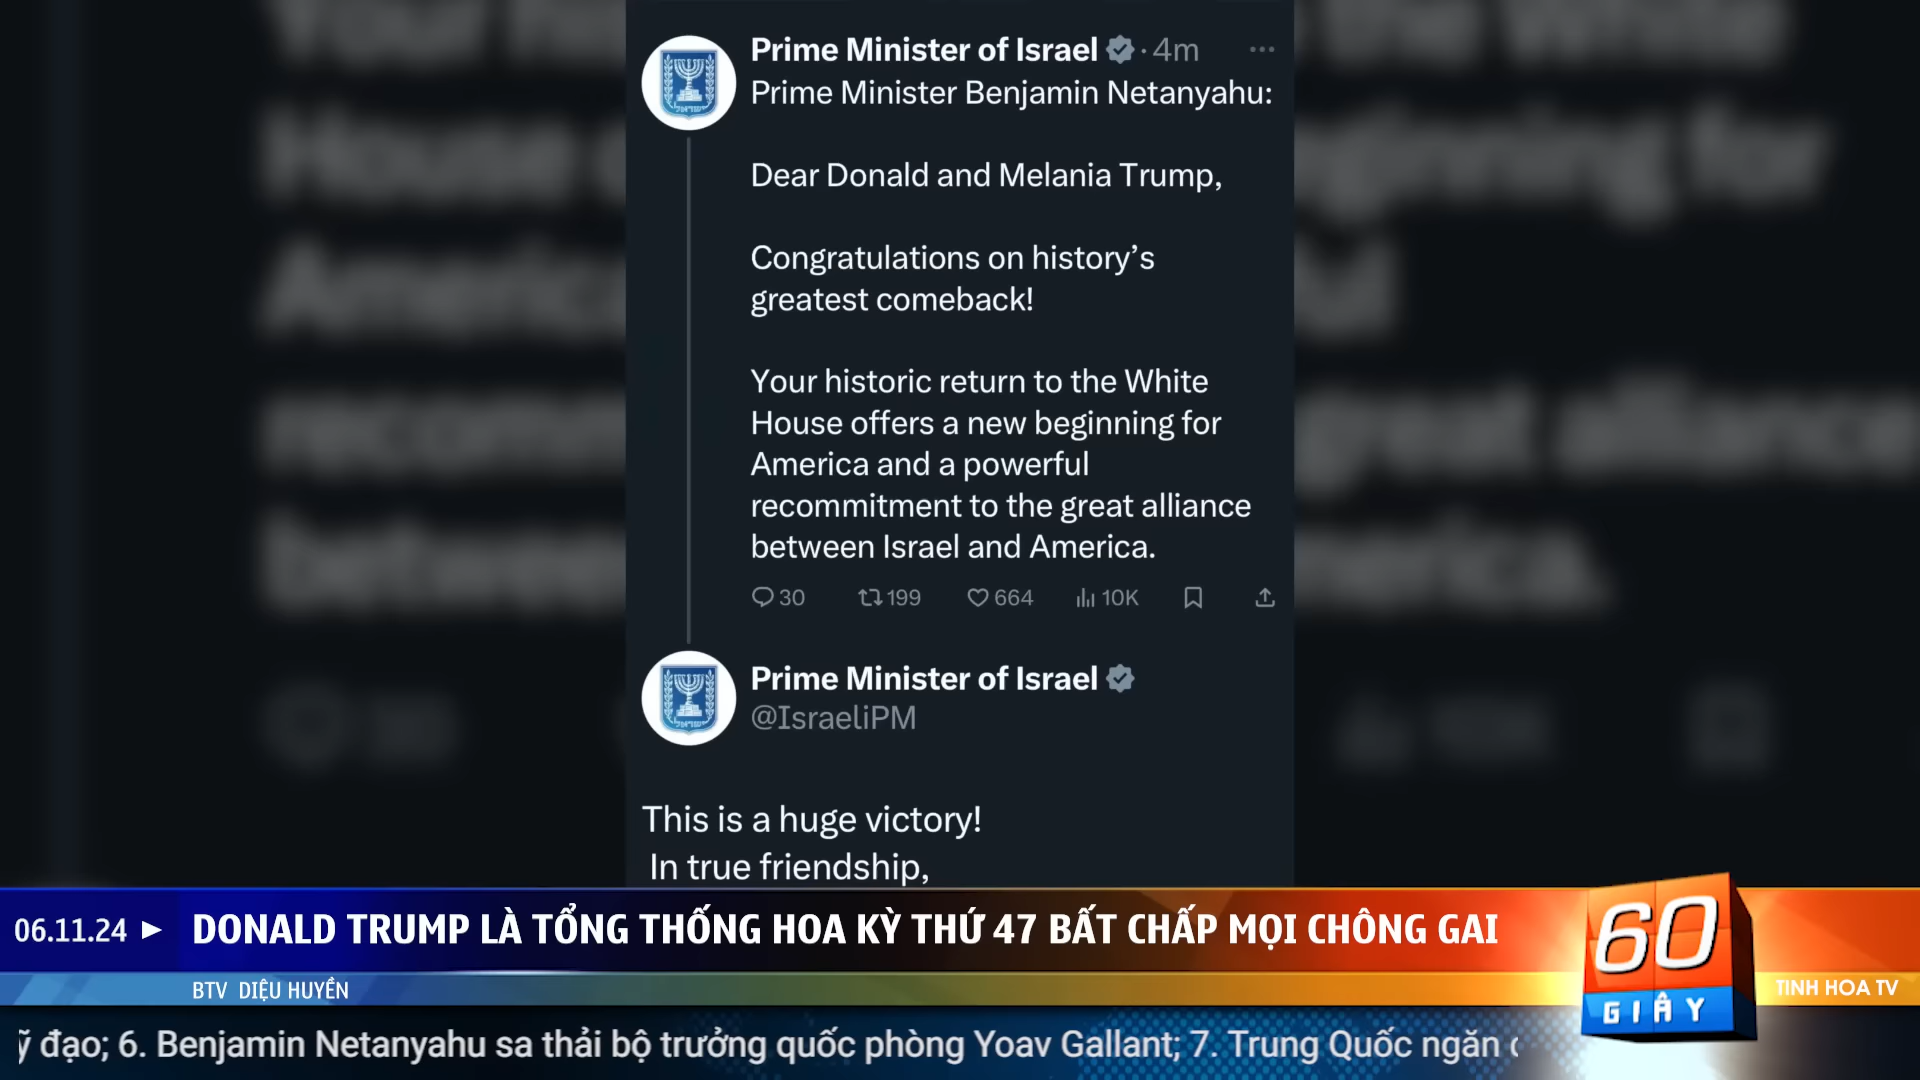 Prime Minister of Israel · 4m
Prime Minister Benjamin Netanyahu:
Dear Donald and Melania Trump,
Congratulations on history's
greatest comeback!
Your historic return to the White
House offers a new beginning for
America and a powerful
recommitment to the great alliance
between Israel and America.
30 199 664 10K
Prime Minister of Israel
@IsraeliPM
This is a huge victory!
In true friendship,
06.11.24 ► DONALD TRUMP LÀ TỔNG THỐNG HOA KỲ THỨ 47 BẤT CHẤP MỌI CHÔNG GAI
60
GIÂY
BTV DIỆU HUYỀN
TINH HOA TV
đạo; 6. Benjamin Netanyahu sa thải bộ trưởng quốc phòng Yoav Gallant; 7. Trung Quốc ngăn